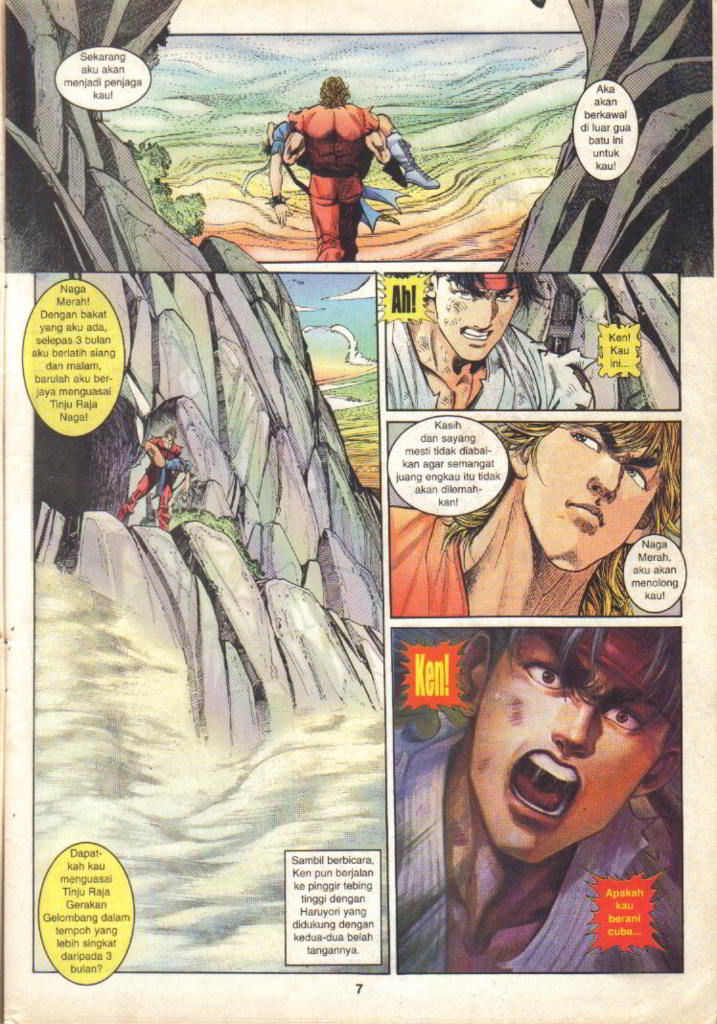 Sekarang
aku akan
menjadi penjaga
kau!
Aka
akan
berkawal
di luar gua
batu ini
untuk
kau!
Naga
Merah!
Dengan bakat
yang aku ada,
selepas 3 bulan
aku berlatih siang
dan malam,
barulah aku ber-
jaya menguasai
Tinju Raja
Naga!
Ah!
Ken!
Kau
ini...
Kasih
dan sayang
mesti tidak diabai-
kan agar semangat
juang engkau itu tidak
akan dilemah-
kan!
Naga
Merah,
aku akan
menolong
kau!
Ken!
Apakah
kau
berani
cuba...
Dapat-
kah kau
menguasai
Tinju Raja
Gerakan
Gelombang dalam
tempoh yang
lebih singkat
daripada 3
bulan?
Sambil berbicara,
Ken pun berjalan
ke pinggir tebing
tinggi dengan
Haruyori yang
didukung dengan
kedua-dua belah
tangannya.
7